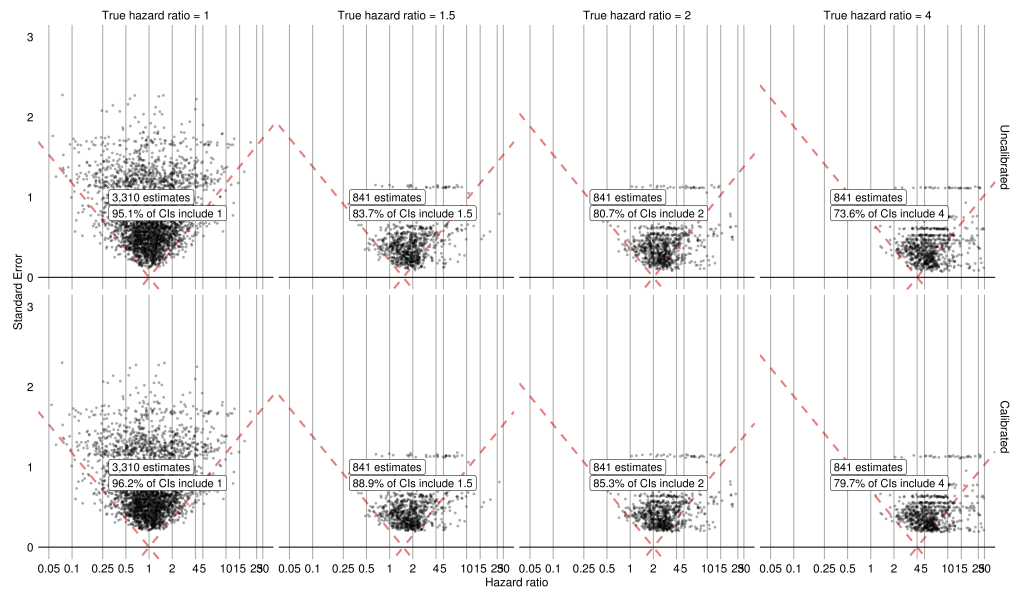 True hazard ratio = 1
True hazard ratio = 1.5
True hazard ratio = 2
True hazard ratio = 4
3
2
1
0
3,310 estimates
95.1% of CIs include 1
841 estimates
83.7% of CIs include 1.5
841 estimates
80.7% of CIs include 2
841 estimates
73.6% of CIs include 4
Uncalibrated
Standard Error
3
2
1
0
3,310 estimates
96.2% of CIs include 1
841 estimates
88.9% of CIs include 1.5
841 estimates
85.3% of CIs include 2
841 estimates
79.7% of CIs include 4
Calibrated
0.05 0.1 0.25 0.5 1 2 4 5 10 15 25 30 0.05 0.1 0.25 0.5 1 2 4 5 10 15 25 30 0.05 0.1 0.25 0.5 1 2 4 5 10 15 25 30 0.05 0.1 0.25 0.5 1 2 4 5 10 15 25 30
Hazard ratio